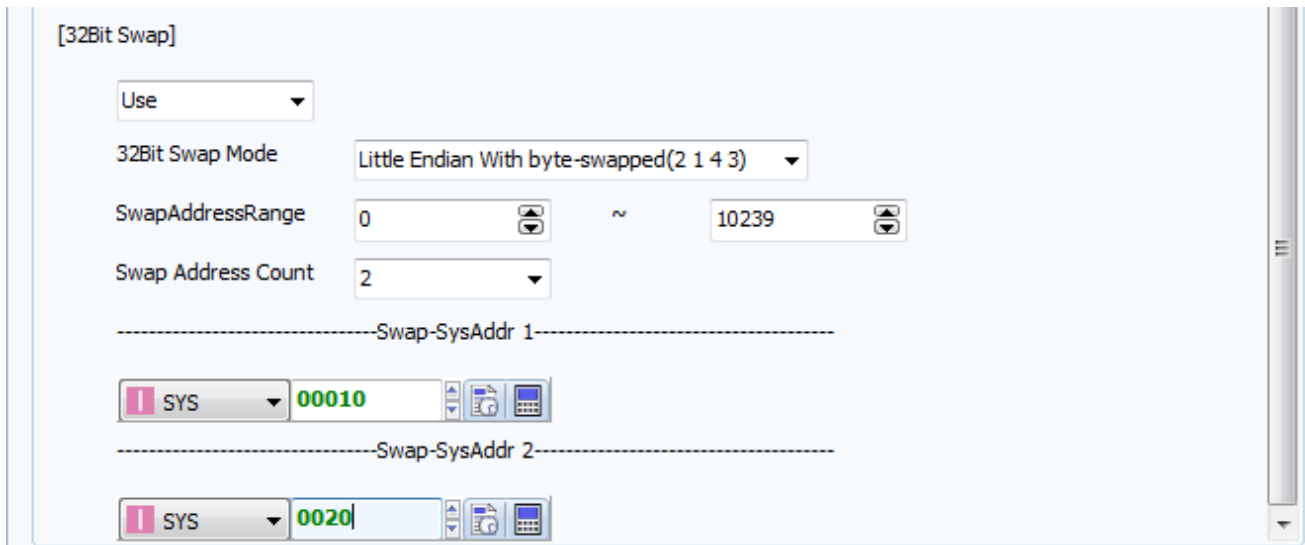 [32Bit Swap]
Use
32Bit Swap Mode Little Endian With byte-swapped(2 1 4 3)
SwapAddressRange 0 ~ 10239
Swap Address Count 2
---------------------------------Swap-SysAddr 1--------------------------------------
SYS 00010
---------------------------------Swap-SysAddr 2--------------------------------------
SYS 0020